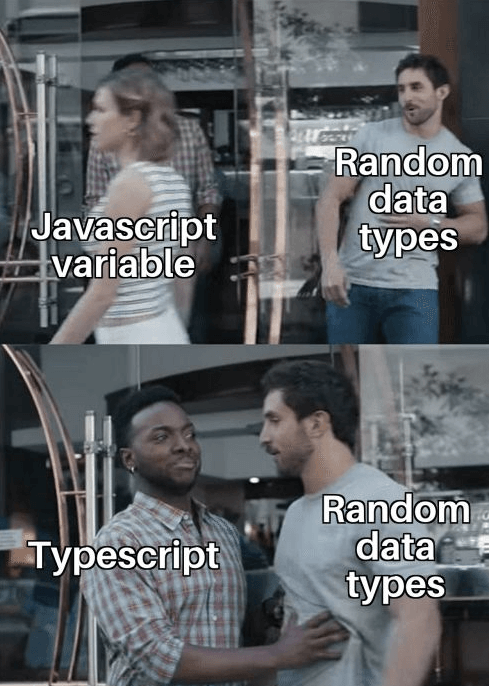 Random
data
types
Javascript
variable
Random
data
types
Typescript